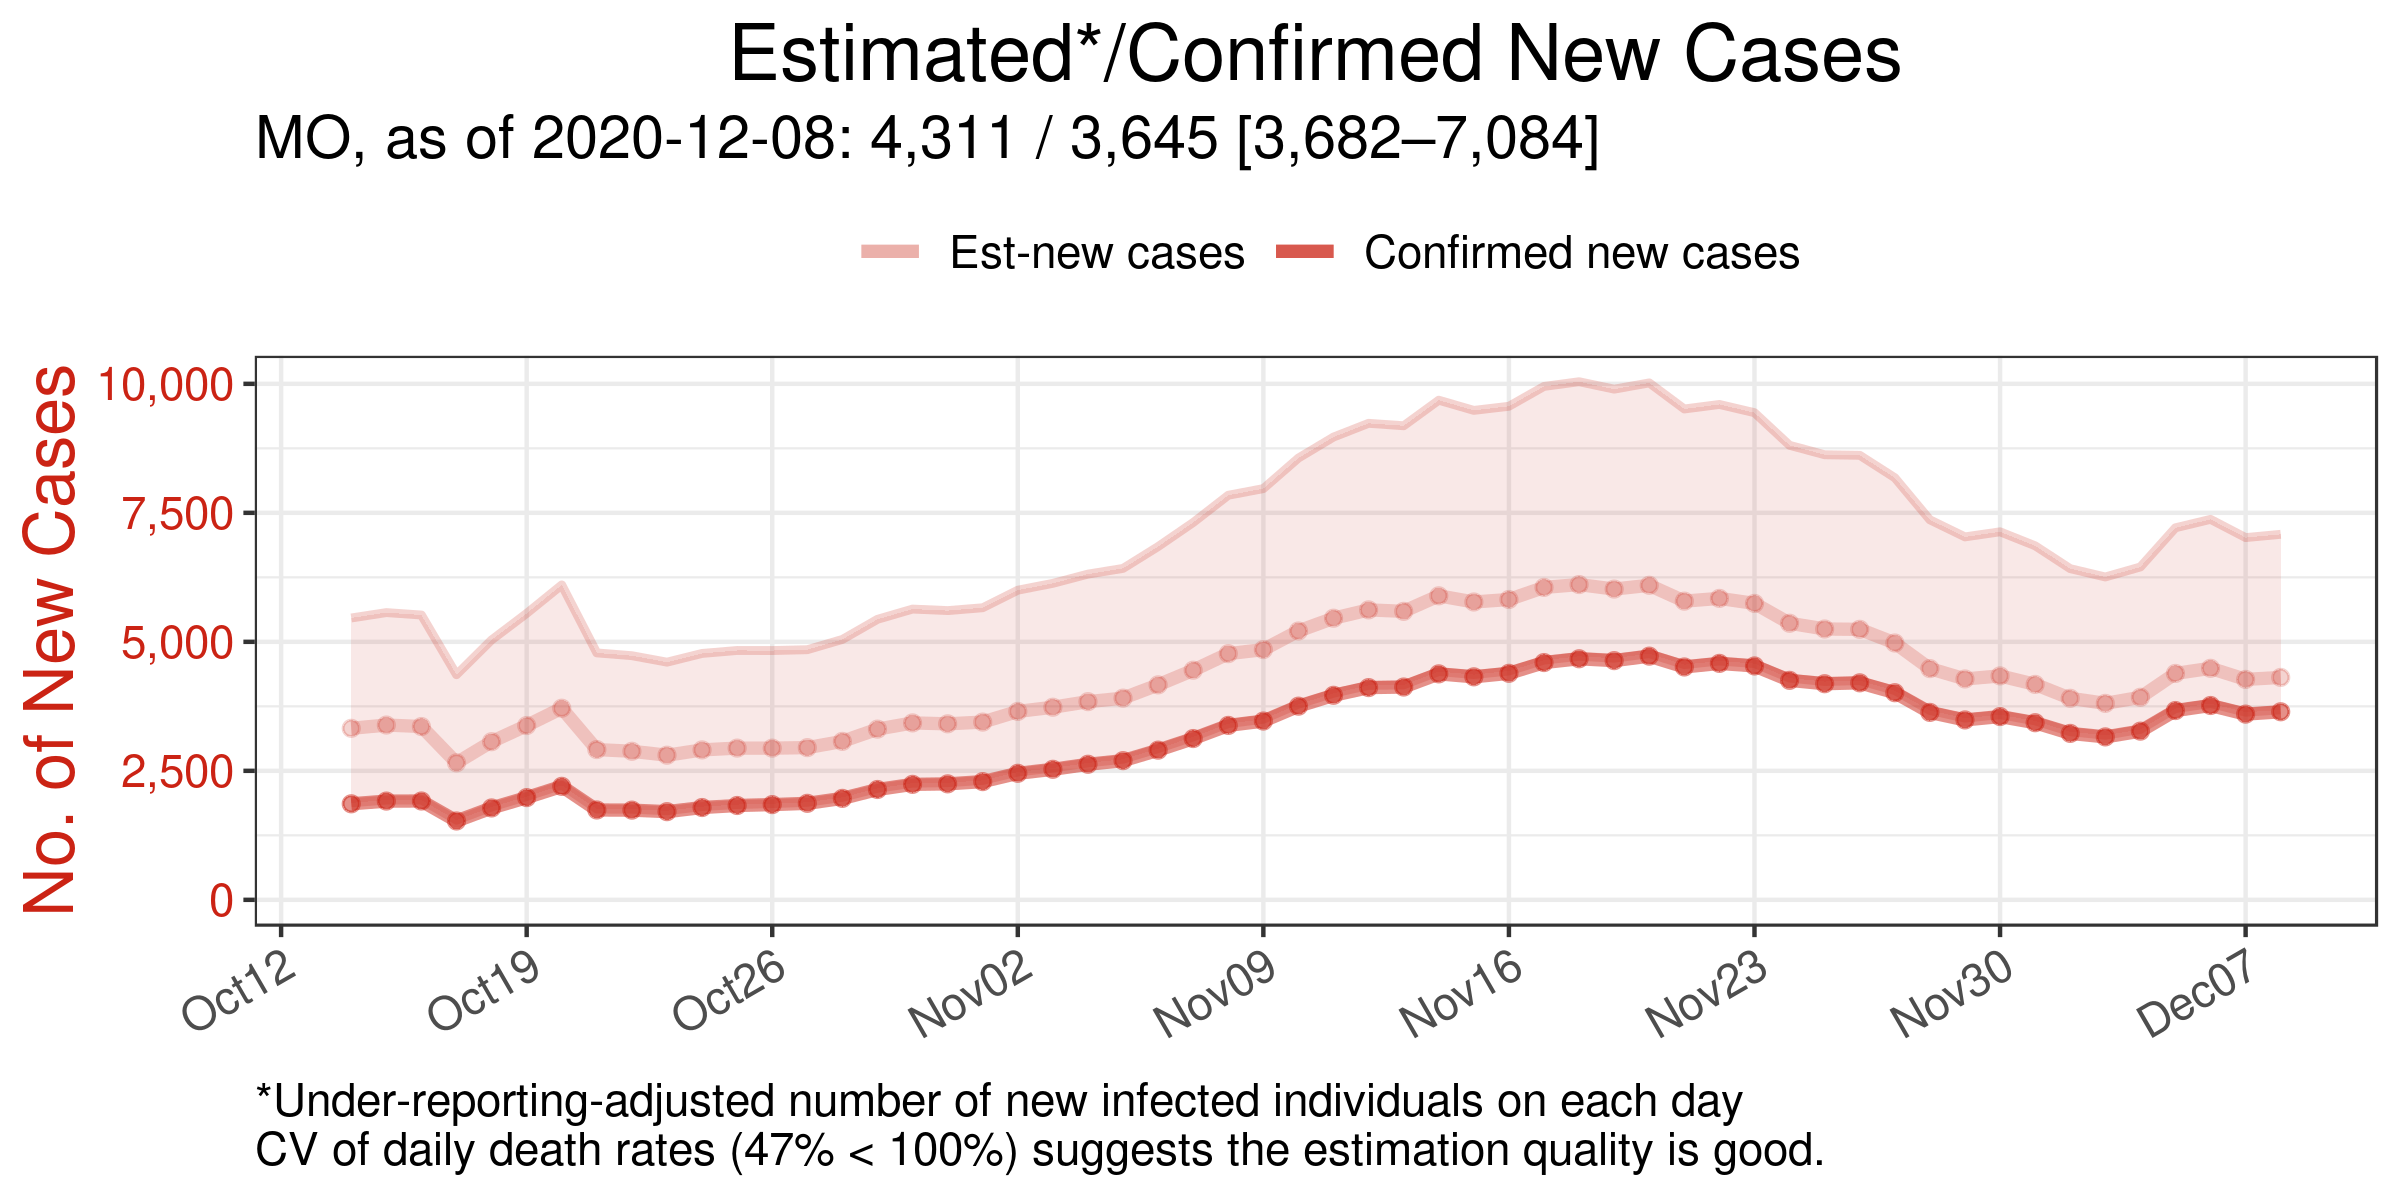 Estimated*/Confirmed New Cases
MO, as of 2020-12-08: 4,311 / 3,645 [3,682–7,084]
Est-new cases Confirmed new cases
No. of New Cases
10,000
7,500
5,000
2,500
0
Oct12 Oct19 Oct26 Nov02 Nov09 Nov16 Nov23 Nov30 Dec07
*Under-reporting-adjusted number of new infected individuals on each day
CV of daily death rates (47% < 100%) suggests the estimation quality is good.